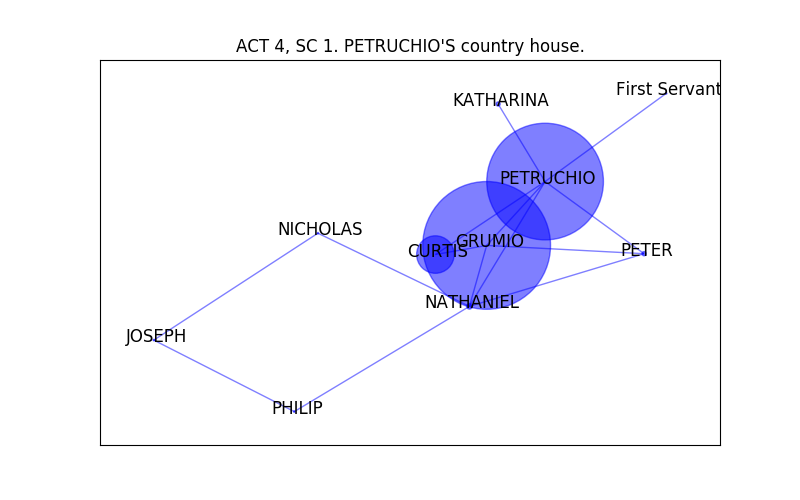 ACT 4, SC 1. PETRUCHIO'S country house.
First Servant
KATHARINA
PETRUCHIO
NICHOLAS
GRUMIO
CURTIS
PETER
NATHANIEL
JOSEPH
PHILIP